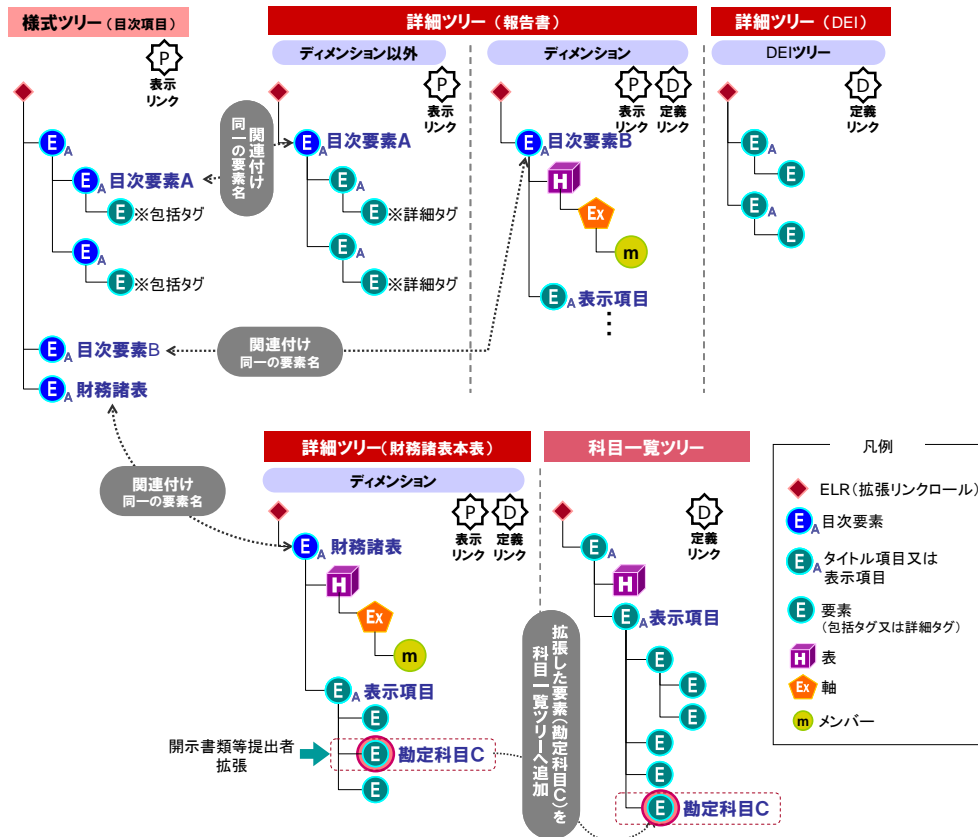 様式ツリー(目次項目)
P
表示
リンク
E
A
E
A
目次要素A
E
※包括タグ
E
A
E
※包括タグ
E
A
目次要素B
E
A
財務諸表
関連付け
同一の要素名
詳細ツリー(報告書)
ディメンション以外
P
表示
リンク
E
A
目次要素A
E
A
E
※詳細タグ
E
A
E
※詳細タグ
ディメンション
P
表示
リンク
D
定義
リンク
E
A
目次要素B
H
Ex
m
E
A
表示項目
関連付け
同一の要素名
詳細ツリー(DEI)
DEIツリー
D
定義
リンク
E
A
E
E
A
E
関連付け
同一の要素名
詳細ツリー(財務諸表本表)
ディメンション
P
表示
リンク
D
定義
リンク
E
A
財務諸表
H
Ex
m
E
A
表示項目
E
開示書類等提出者
拡張
E
勘定科目C
E
拡張した要素(勘定科目C)を
科目一覧ツリーへ追加
科目一覧ツリー
D
定義
リンク
E
A
H
E
A
表示項目
E
E
E
E
E
E
勘定科目C
凡例
ELR(拡張リンクロール)
E
A
目次要素
E
A
タイトル項目又は
表示項目
E
要素
(包括タグ又は詳細タグ)
H
表
Ex
軸
m
メンバー